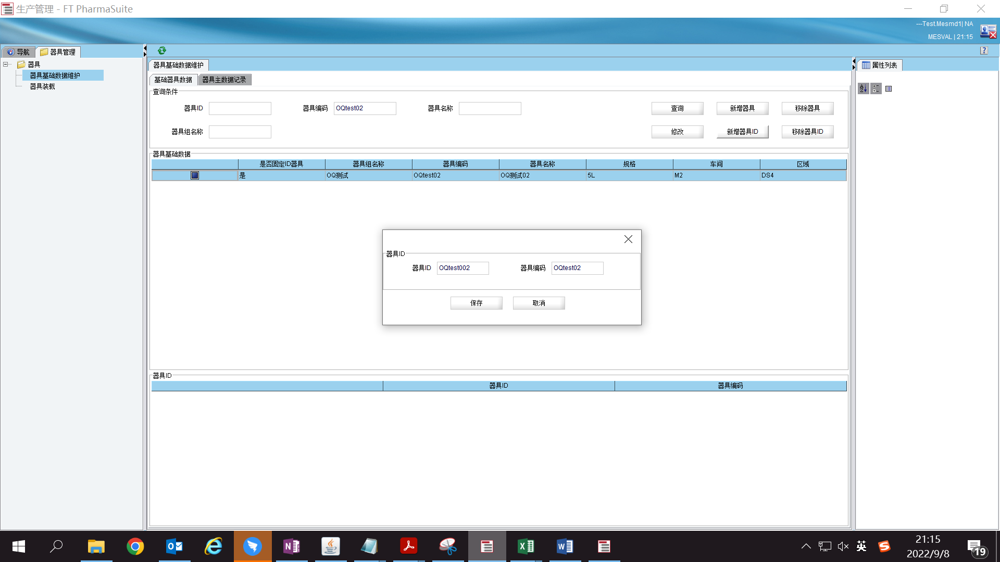 生产管理 - FT PharmaSuite
---Test.Mesmd1| NA
MESVAL | 21:15
导航
器具管理
器具
器具基础数据维护
器具装载
器具基础数据维护
基础器具数据
器具主数据记录
查询条件
器具ID
器具编码 OQtest02
器具名称
查询
新增器具
移除器具
器具组名称
修改
新增器具ID
移除器具ID
器具基础数据
是否固定ID器具 器具组名称 器具编码 器具名称 规格 车间 区域
是 OQ测试 OQtest02 OQ测试02 5L M2 DS4
器具ID
器具ID OQtest002 器具编码 OQtest02
保存 取消
器具ID
器具ID 器具编码
属性列表
英
21:15
2022/9/8
19